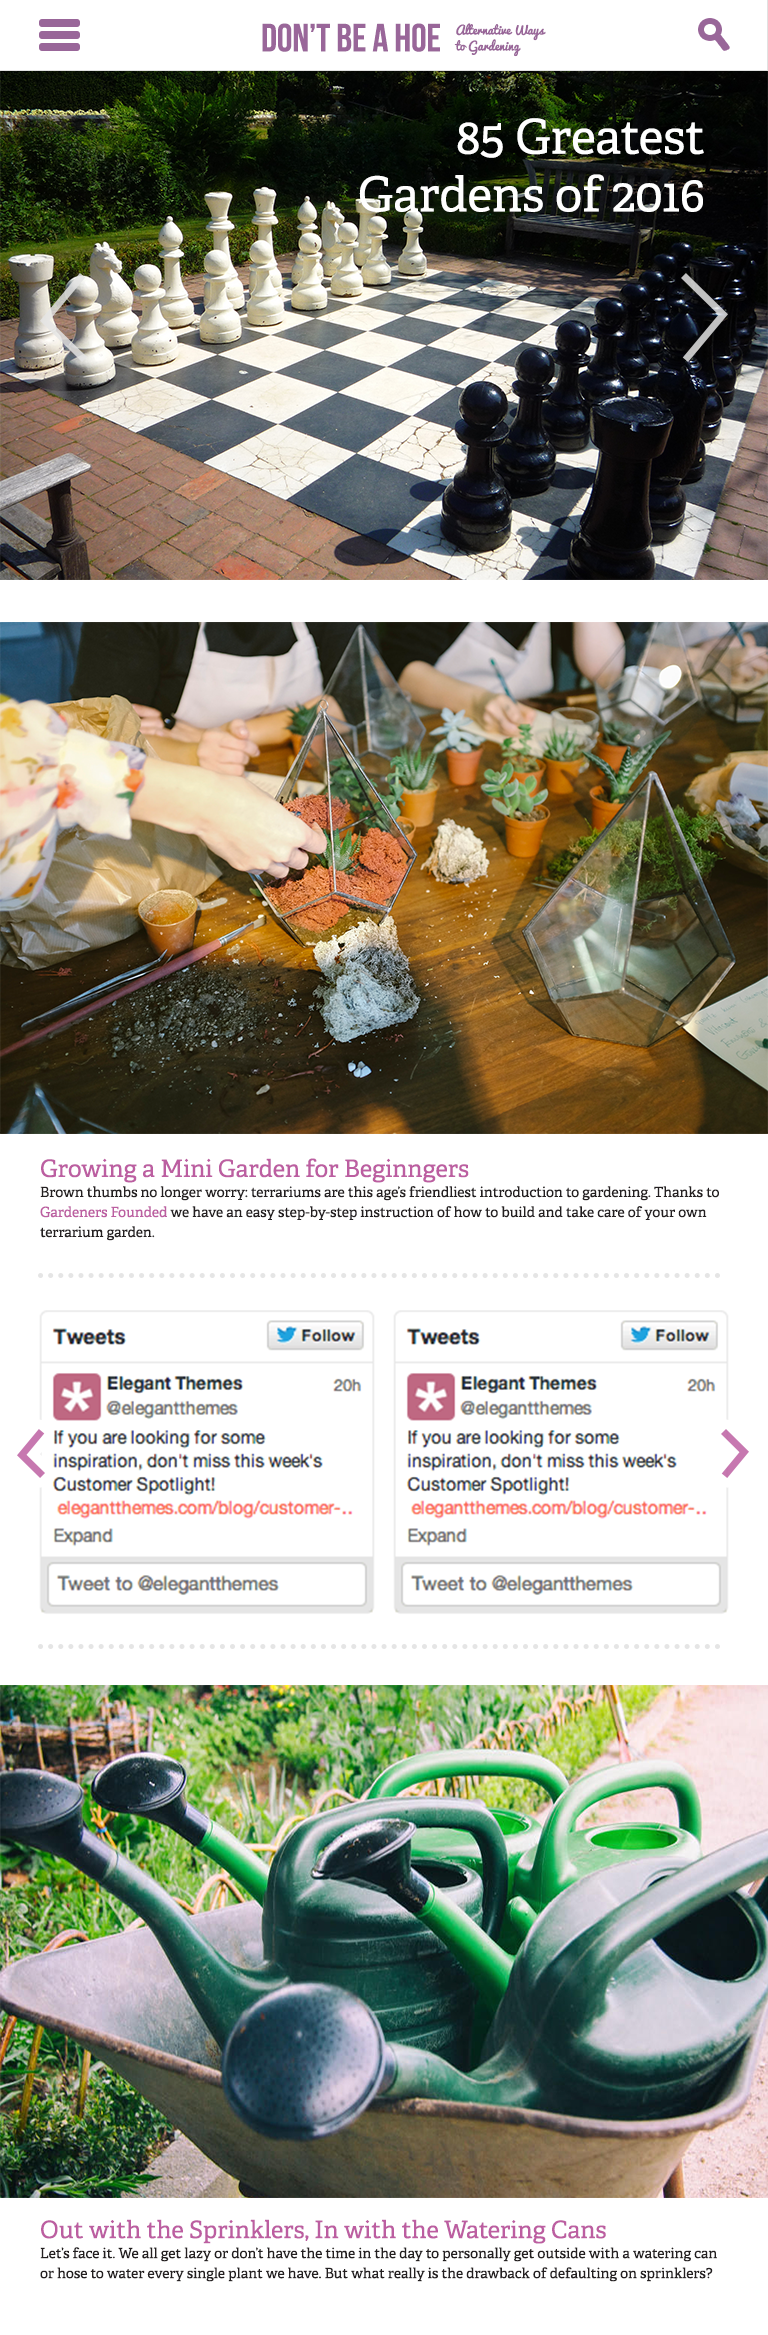 DON'T BE A HOE
Alternative Ways
to Gardening
85 Greatest
Gardens of 2016
Growing a Mini Garden for Beginngers
Brown thumbs no longer worry: terrariums are this age's friendliest introduction to gardening. Thanks to
Gardeners Founded we have an easy step-by-step instruction of how to build and take care of your own
terrarium garden.
Tweets
Follow
Elegant Themes
20h
@elegantthemes
If you are looking for some
inspiration, don't miss this week's
Customer Spotlight!
elegantthemes.com/blog/customer-..
Expand
Tweet to @elegantthemes
Tweets
Follow
Elegant Themes
20h
@elegantthemes
If you are looking for some
inspiration, don't miss this week's
Customer Spotlight!
elegantthemes.com/blog/customer-..
Expand
Tweet to @elegantthemes
Out with the Sprinklers, In with the Watering Cans
Let's face it. We all get lazy or don't have the time in the day to personally get outside with a watering can
or hose to water every single plant we have. But what really is the drawback of defaulting on sprinklers?